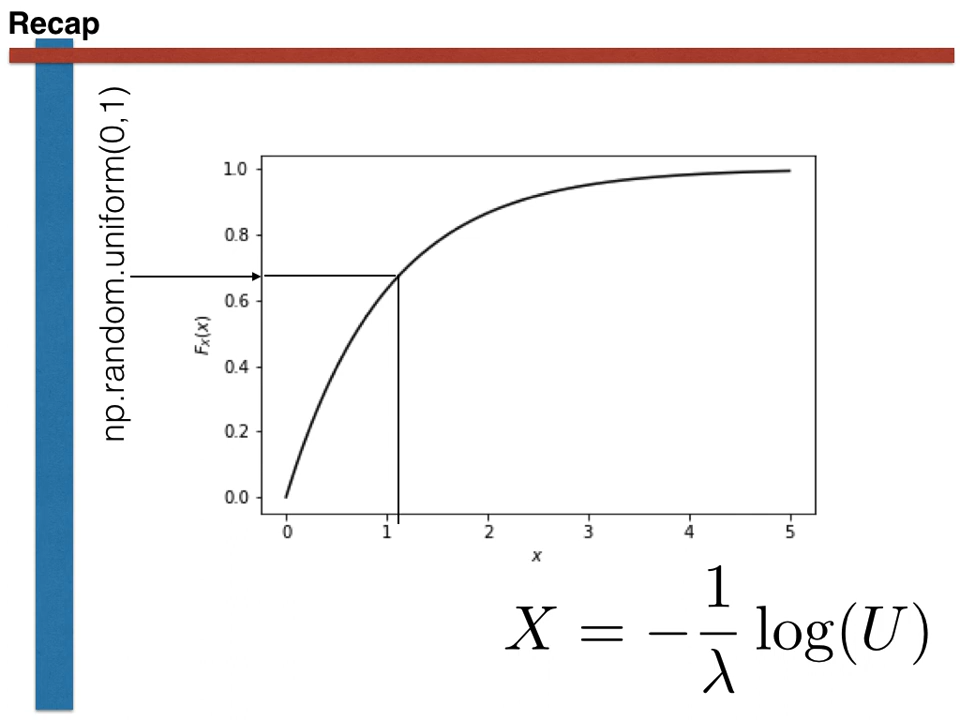 Recap
np.random.uniform(0,1)
1.0
0.8
0.6
0.4
0.2
0.0
F_X(x)
0 1 2 3 4 5
x
X = -\frac{1}{λ} log(U)